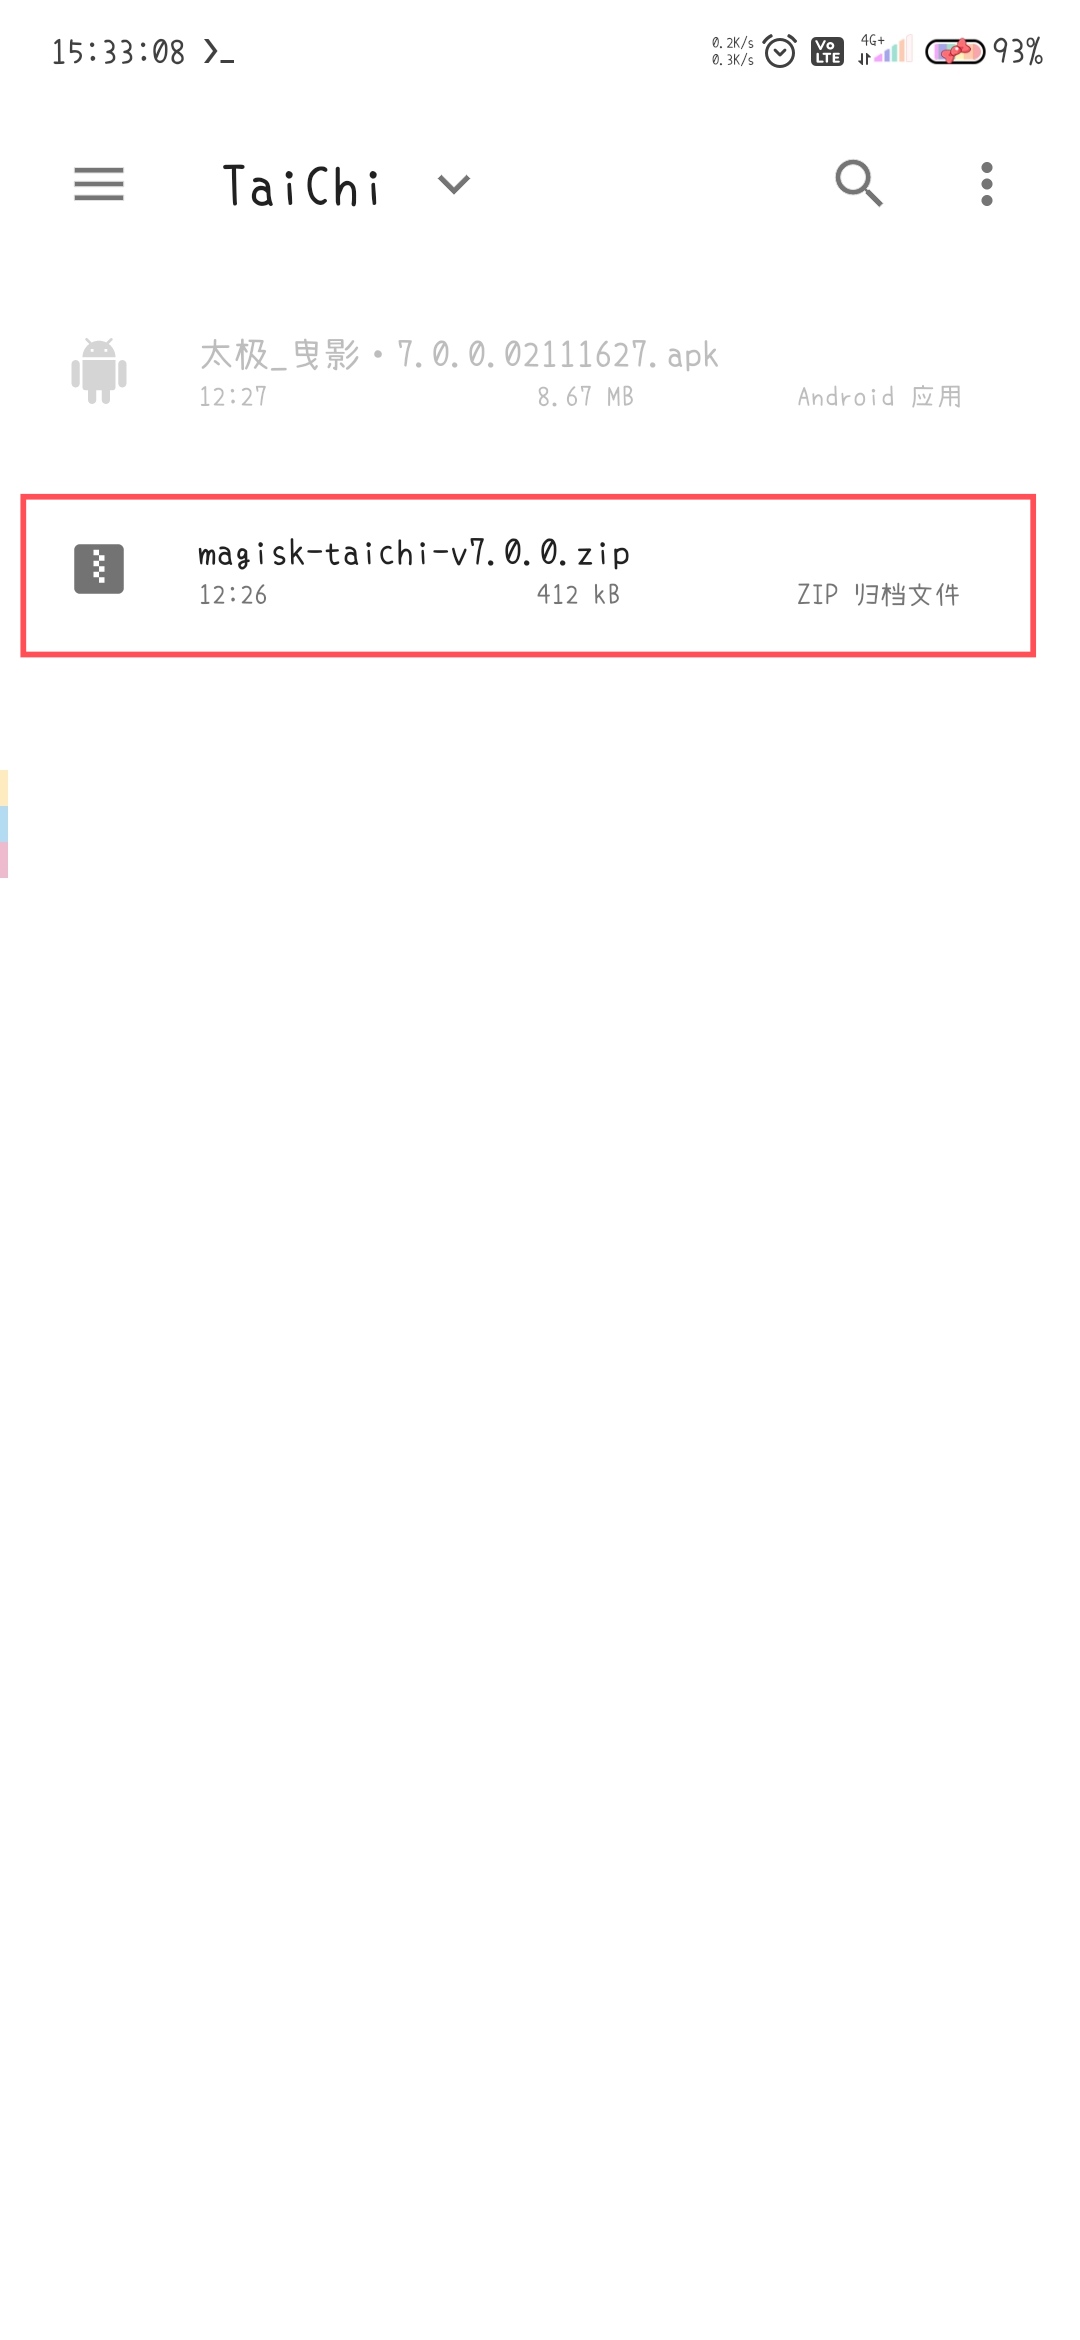 15:33:08 ❯_ 0.2K/s 0.3K/s Vo LTE 4G+ 93%
TaiChi
太极_曳影•7.0.0.02111627.apk
12:27 8.67 MB Android 应用
magisk-taichi-v7.0.0.zip
12:26 412 kB ZIP 归档文件